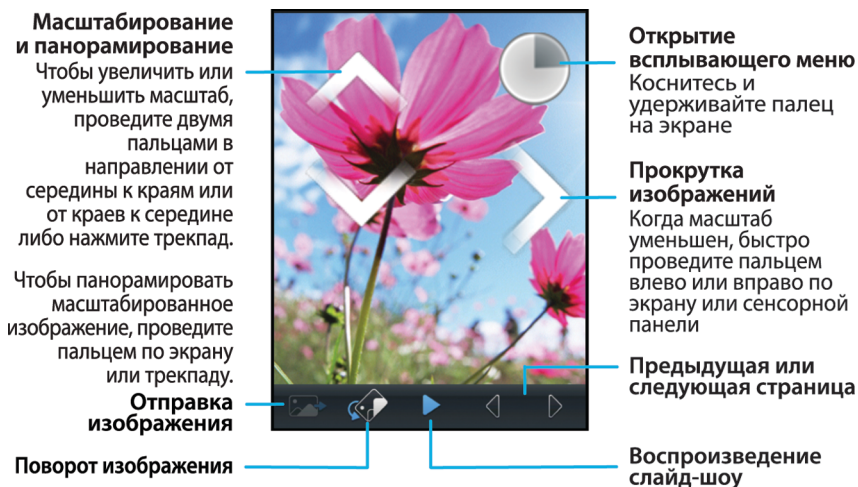 Масштабирование
и панорамирование
Чтобы увеличить или
уменьшить масштаб,
проведите двумя
пальцами в
направлении от
середины к краям или
от краев к середине
либо нажмите трекпад.
Чтобы панорамировать
масштабированное
изображение, проведите
пальцем по экрану
или трекпаду.
Отправка
изображения
Поворот изображения
Открытие
всплывающего меню
Коснитесь и
удерживайте палец
на экране
Прокрутка
изображений
Когда масштаб
уменьшен, быстро
проведите пальцем
влево или вправо по
экрану или сенсорной
панели
Предыдущая или
следующая страница
Воспроизведение
слайд-шоу